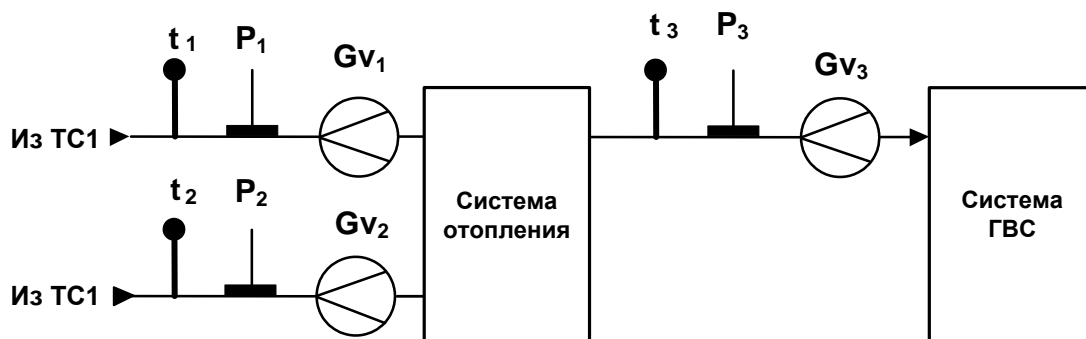 t 1
P1
Gv1
t 3
P3
Gv3
Из ТС1
t 2
P2
Gv2
Система
отопления
Система
ГВС
Из ТС1